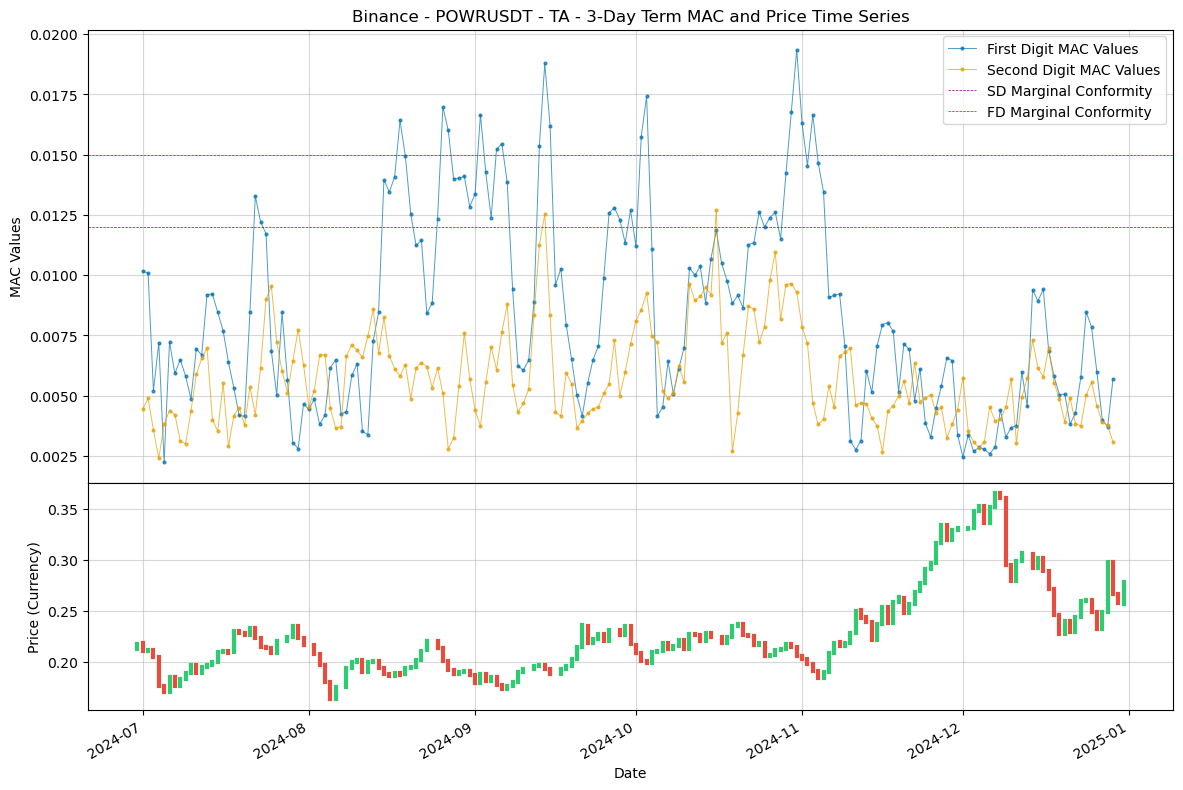 Binance - POWRUSDT - TA - 3-Day Term MAC and Price Time Series
0.0200
0.0175
0.0150
0.0125
0.0100
0.0075
0.0050
0.0025
MAC Values
First Digit MAC Values
Second Digit MAC Values
SD Marginal Conformity
FD Marginal Conformity
0.35
0.30
0.25
0.20
Price (Currency)
2024-07
2024-08
2024-09
2024-10
2024-11
2024-12
2025-01
Date